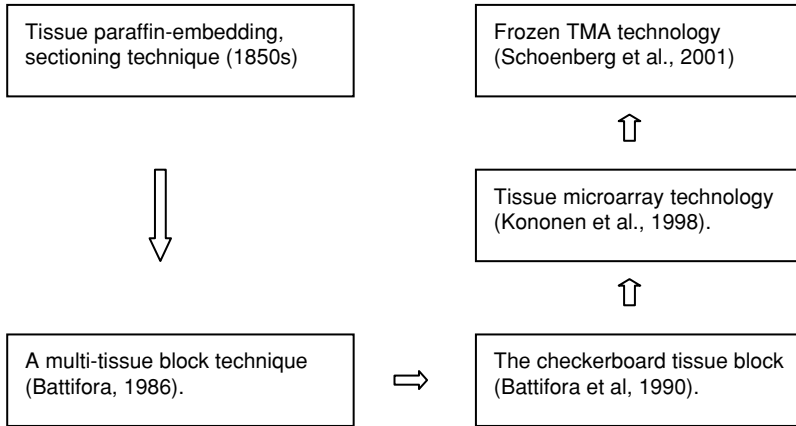 Tissue paraffin-embedding,
sectioning technique (1850s)
A multi-tissue block technique
(Battifora, 1986).
The checkerboard tissue block
(Battifora et al, 1990).
Tissue microarray technology
(Kononen et al., 1998).
Frozen TMA technology
(Schoenberg et al., 2001)